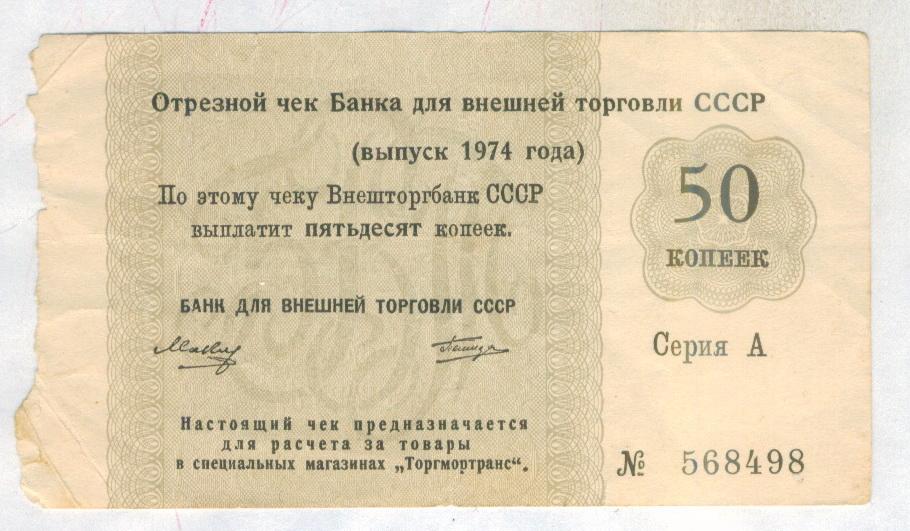 Отрезной чек Банка для внешней торговли СССР
(выпуск 1974 года)
По этому чеку Внешторгбанк СССР
выплатит пятьдесят копеек.
50
КОПЕЕК
БАНК ДЛЯ ВНЕШНЕЙ ТОРГОВЛИ СССР
Серия А
Настоящий чек предназначается
для расчета за товары
в специальных магазинах „Торгмортранс“.
№ 568498